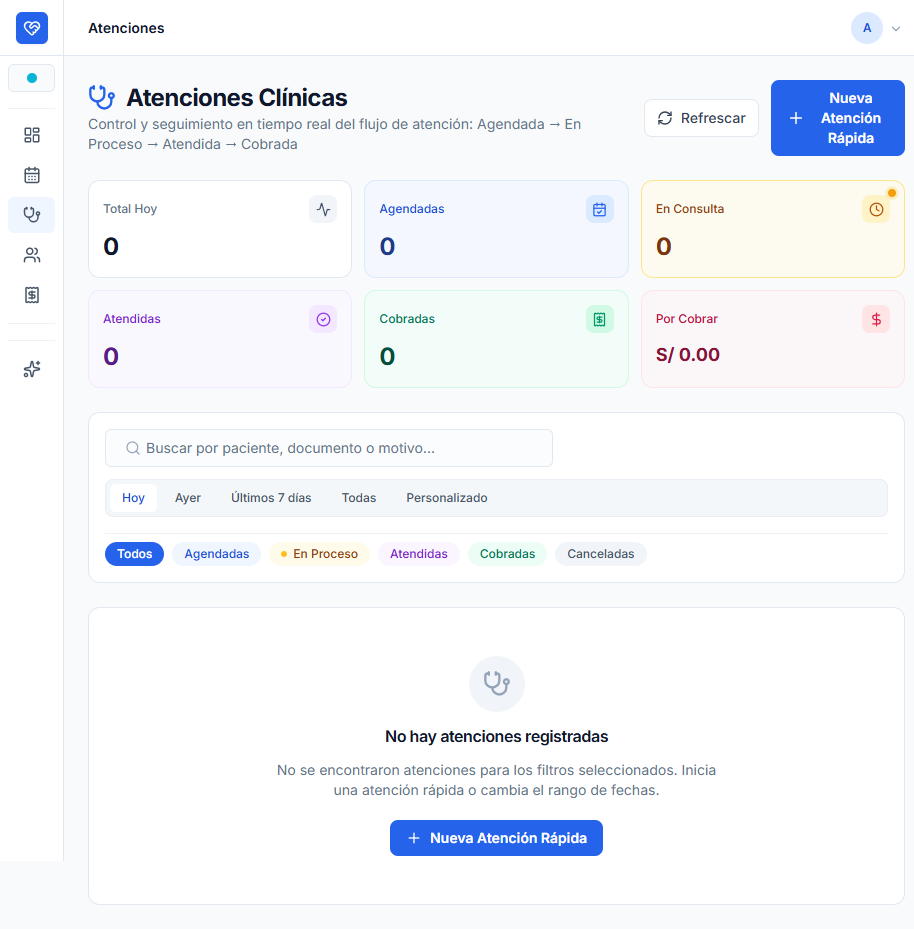 Atenciones
A
Atenciones Clínicas
Control y seguimiento en tiempo real del flujo de atención: Agendada → En
Proceso → Atendida → Cobrada
Refrescar
Nueva
Atención
Rápida
Total Hoy
0
Agendadas
0
En Consulta
0
Atendidas
0
Cobradas
0
Por Cobrar
S/ 0.00
Buscar por paciente, documento o motivo...
Hoy
Ayer
Últimos 7 días
Todas
Personalizado
Todos
Agendadas
En Proceso
Atendidas
Cobradas
Canceladas
No hay atenciones registradas
No se encontraron atenciones para los filtros seleccionados. Inicia
una atención rápida o cambia el rango de fechas.
Nueva Atención Rápida